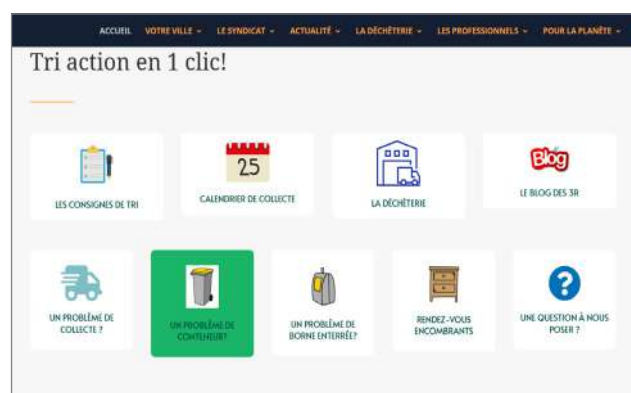 ACCUEIL VOTRE VILLE LE SYNDICAT ACTUALITÉ LA DÉCHÈTERIE LES PROFESSIONNELS POUR LA PLANÈTE
Tri action en 1 clic!
25
Blog
LES CONSIGNES DE TRI
CALENDRIER DE COLLECTE
LA DÉCHÈTERIE
LE BLOG DES 3R
UN PROBLÈME DE
COLLECTE ?
UN PROBLÈME DE
CONTENEUR?
UN PROBLÈME DE
BORNE ENTERRÉE?
RENDEZ-VOUS
ENCOMBRANTS
?
UNE QUESTION À NOUS
POSER ?